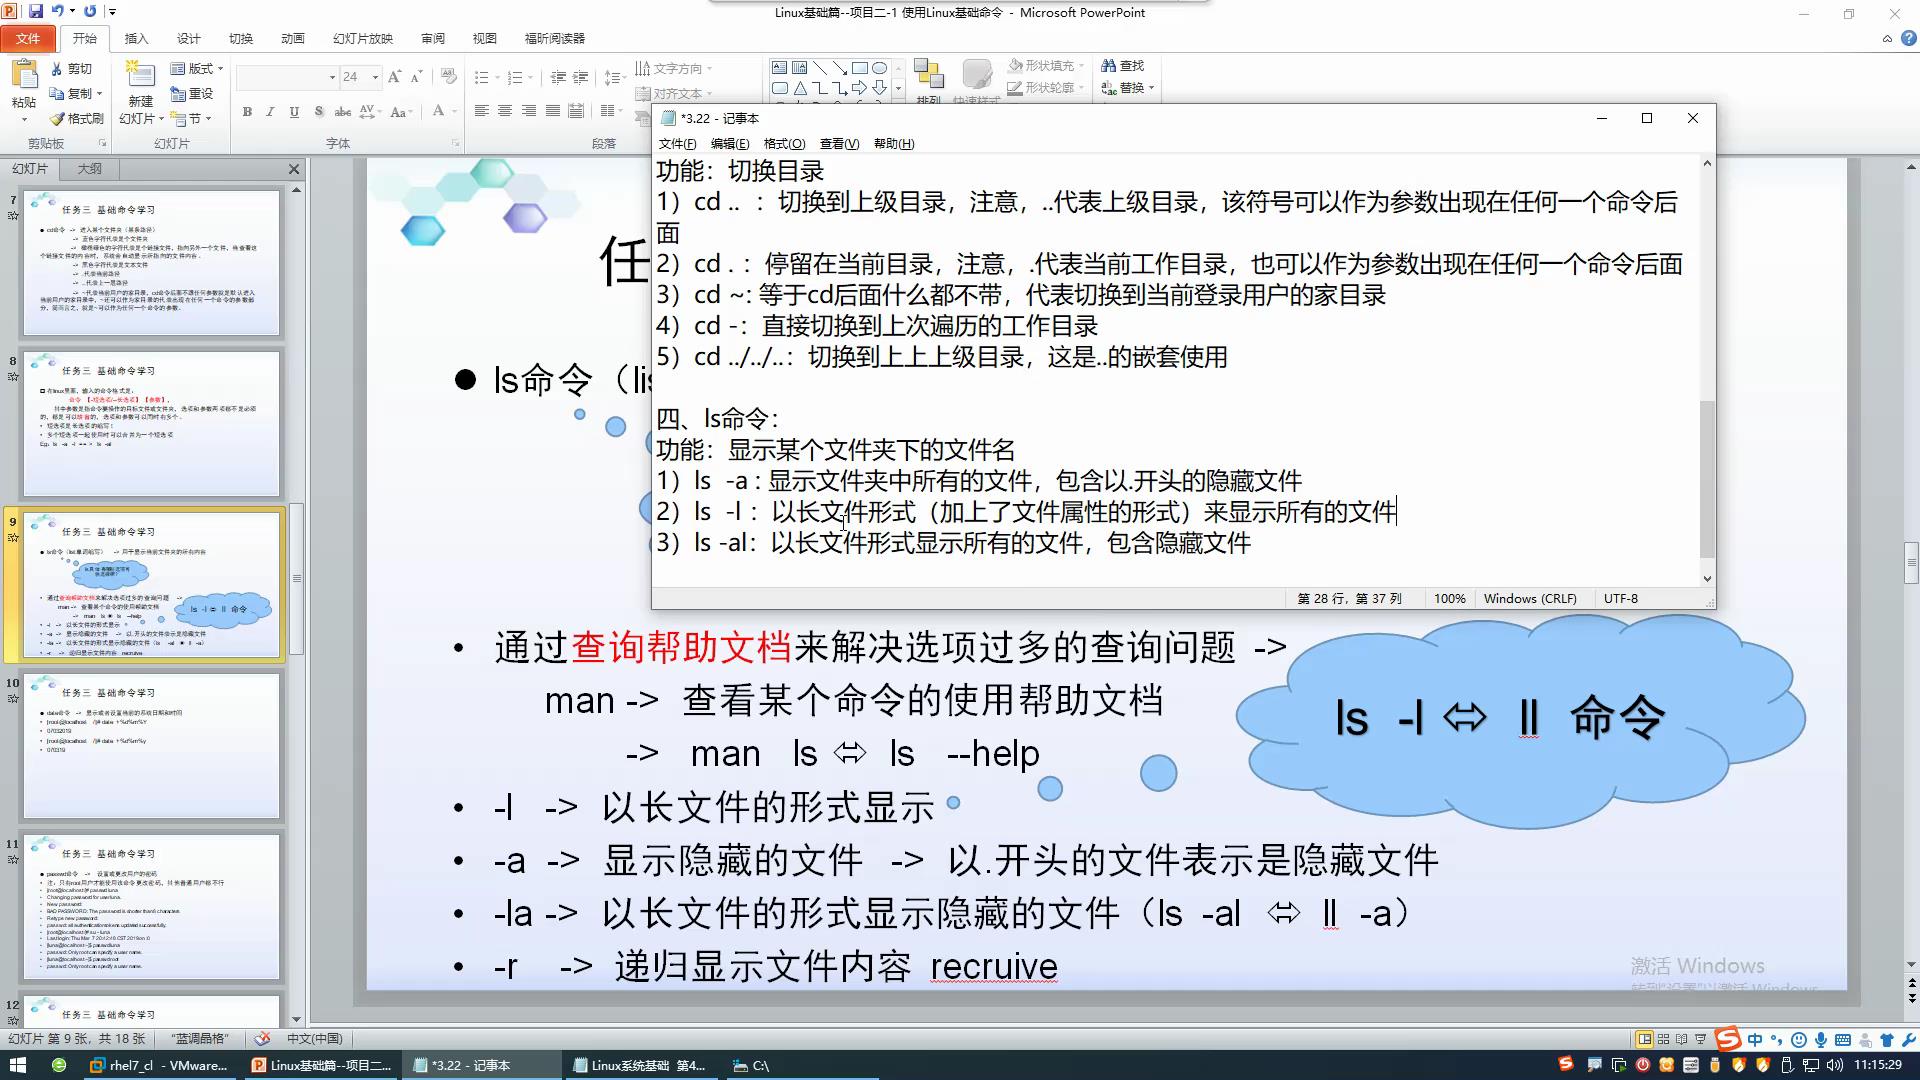 Linux基础篇--项目二-1 使用Linux基础命令 - Microsoft PowerPoint
文件 开始 插入 设计 切换 动画 幻灯片放映 审阅 视图 福昕阅读器
粘贴 剪切 复制 格式刷 新建 幻灯片 版式 重设 节 24 文字方向 对齐文本 排列 快速样式 形状填充 形状轮廓 查找 替换
剪贴板 幻灯片 字体 段落
幻灯片 大纲
7
任务三 基础命令学习
8
任务三 基础命令学习
9
ls -l ⇔ ll 命令
10
任务三 基础命令学习
11
任务三 基础命令学习
12
任务三 基础命令学习
任
ls命令（lis
*3.22 - 记事本
文件(F) 编辑(E) 格式(O) 查看(V) 帮助(H)
功能：切换目录
1）cd .. ：切换到上级目录，注意，..代表上级目录，该符号可以作为参数出现在任何一个命令后
面
2）cd . ：停留在当前目录，注意，.代表当前工作目录，也可以作为参数出现在任何一个命令后面
3）cd ~: 等于cd后面什么都不带，代表切换到当前登录用户的家目录
4）cd -：直接切换到上次遍历的工作目录
5）cd ../../..：切换到上上上级目录，这是..的嵌套使用
四、ls命令：
功能：显示某个文件夹下的文件名
1）ls -a : 显示文件夹中所有的文件，包含以.开头的隐藏文件
2）ls -l ：以长文件形式（加上了文件属性的形式）来显示所有的文件
3）ls -al：以长文件形式显示所有的文件，包含隐藏文件
第 28 行，第 37 列 100% Windows (CRLF) UTF-8
• 通过查询帮助文档来解决选项过多的查询问题 ->
man -> 查看某个命令的使用帮助文档
-> man ls ⇔ ls --help
• -l -> 以长文件的形式显示
• -a -> 显示隐藏的文件 -> 以.开头的文件表示是隐藏文件
• -la -> 以长文件的形式显示隐藏的文件（ls -al ⇔ ll -a）
• -r -> 递归显示文件内容 recruive
ls -l ⇔ ll 命令
激活 Windows
转到"设置"以激活 Windows
幻灯片 第 9 张，共 18 张 "蓝调晶格" 中文(中国)
中
rhel7_cl - VMware... Linux基础篇--项目二... *3.22 - 记事本 Linux系统基础 第4... C:\ 11:15:29